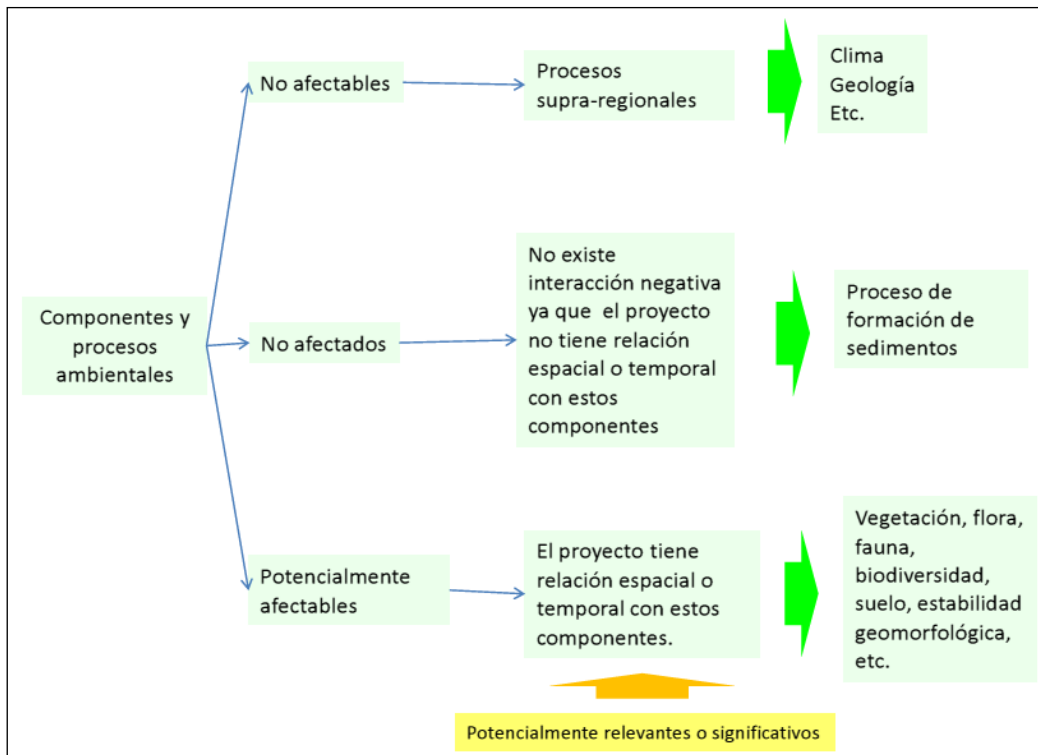 Componentes y
procesos
ambientales
No afectables
Procesos
supra-regionales
Clima
Geología
Etc.
No afectados
No existe
interacción negativa
ya que el proyecto
no tiene relación
espacial o temporal
con estos
componentes
Proceso de
formación de
sedimentos
Potencialmente
afectables
El proyecto tiene
relación espacial o
temporal con estos
componentes.
Vegetación, flora,
fauna,
biodiversidad,
suelo, estabilidad
geomorfológica,
etc.
Potencialmente relevantes o significativos